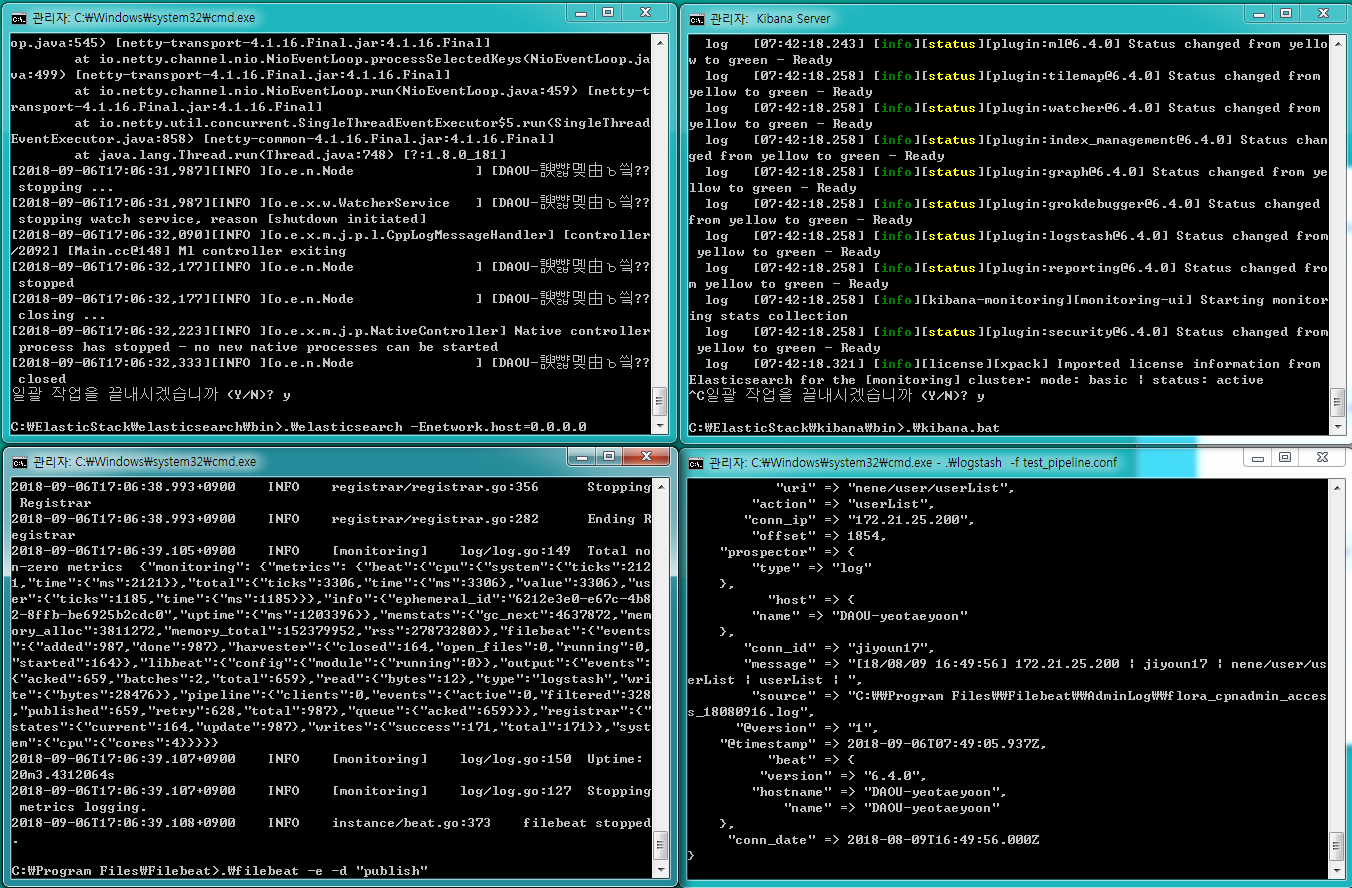 관리자: C:\Windows\system32\cmd.exe
op.java:545) [netty-transport-4.1.16.Final.jar:4.1.16.Final]
at io.netty.channel.nio.NioEventLoop.processSelectedKeys(NioEventLoop.ja
va:499) [netty-transport-4.1.16.Final.jar:4.1.16.Final]
at io.netty.channel.nio.NioEventLoop.run(NioEventLoop.java:459) [netty-t
ransport-4.1.16.Final.jar:4.1.16.Final]
at io.netty.util.concurrent.SingleThreadEventExecutor$5.run(SingleThread
EventExecutor.java:858) [netty-common-4.1.16.Final.jar:4.1.16.Final]
at java.lang.Thread.run(Thread.java:748) [?:1.8.0_181]
[2018-09-06T17:06:31,987][INFO ][o.e.n.Node ] [DAOU-??
stopping ...
[2018-09-06T17:06:31,987][INFO ][o.e.x.w.WatcherService ] [DAOU-??
stopping watch service, reason [shutdown initiated]
[2018-09-06T17:06:32,090][INFO ][o.e.x.m.j.p.l.CppLogMessageHandler] [controller
/2092] [Main.cc@148] Ml controller exiting
[2018-09-06T17:06:32,177][INFO ][o.e.n.Node ] [DAOU-??
stopped
[2018-09-06T17:06:32,177][INFO ][o.e.n.Node ] [DAOU-??
closing ...
[2018-09-06T17:06:32,223][INFO ][o.e.x.m.j.p.NativeController] Native controller
process has stopped - no new native processes can be started
[2018-09-06T17:06:32,333][INFO ][o.e.n.Node ] [DAOU-??
closed
일괄 작업을 끝내시겠습니까 (Y/N)? y
C:₩ElasticStack₩elasticsearch₩bin>.₩elasticsearch -Enetwork.host=0.0.0.0
관리자: Kibana Server
log [07:42:18.243] [info][status][plugin:ml@6.4.0] Status changed from yello
w to green - Ready
log [07:42:18.258] [info][status][plugin:tilemap@6.4.0] Status changed from
yellow to green - Ready
log [07:42:18.258] [info][status][plugin:watcher@6.4.0] Status changed from
yellow to green - Ready
log [07:42:18.258] [info][status][plugin:index_management@6.4.0] Status chan
ged from yellow to green - Ready
log [07:42:18.258] [info][status][plugin:graph@6.4.0] Status changed from ye
llow to green - Ready
log [07:42:18.258] [info][status][plugin:grokdebugger@6.4.0] Status changed
from yellow to green - Ready
log [07:42:18.258] [info][status][plugin:logstash@6.4.0] Status changed from
yellow to green - Ready
log [07:42:18.258] [info][status][plugin:reporting@6.4.0] Status changed fro
m yellow to green - Ready
log [07:42:18.258] [info][kibana-monitoring][monitoring-ui] Starting monitor
ing stats collection
log [07:42:18.258] [info][status][plugin:security@6.4.0] Status changed from
yellow to green - Ready
log [07:42:18.321] [info][license][xpack] Imported license information from
Elasticsearch for the [monitoring] cluster: mode: basic | status: active
^C일괄 작업을 끝내시겠습니까 (Y/N)? y
C:₩ElasticStack₩kibana₩bin>.₩kibana.bat
관리자: C:₩Windows₩system32₩cmd.exe
2018-09-06T17:06:38.993+0900 INFO registrar/registrar.go:356 Stopping
Registrar
2018-09-06T17:06:38.993+0900 INFO registrar/registrar.go:282 Ending R
egistrar
2018-09-06T17:06:39.105+0900 INFO [monitoring] log/log.go:149 Total no
n-zero metrics {"monitoring": {"metrics": {"beat":{"cpu":{"system":{"ticks":212
1,"time":{"ms":2121}},"total":{"ticks":3306,"time":{"ms":3306},"value":3306},"us
er":{"ticks":1185,"time":{"ms":1185}}},"info":{"ephemeral_id":"6212e3e0-e67c-4b8
2-8ffb-be6925b2cdc0","uptime":{"ms":1203396}},"memstats":{"gc_next":4637872,"mem
ory_alloc":3811272,"memory_total":152379952,"rss":27873280}},"filebeat":{"events
":{"added":987,"done":987},"harvester":{"closed":164,"open_files":0,"running":0,
"started":164}},"libbeat":{"config":{"module":{"running":0}},"output":{"events":
{"acked":659,"batches":2,"total":659},"read":{"bytes":12},"type":"logstash","wri
te":{"bytes":28476}},"pipeline":{"clients":0,"events":{"active":0,"filtered":328
,"published":659,"retry":628,"total":987},"queue":{"acked":659}}},"registrar":{"
states":{"current":164,"update":987},"writes":{"success":171,"total":171}},"syst
em":{"cpu":{"cores":4}}}}}
2018-09-06T17:06:39.107+0900 INFO [monitoring] log/log.go:150 Uptime:
20m3.4312064s
2018-09-06T17:06:39.107+0900 INFO [monitoring] log/log.go:127 Stopping
metrics logging.
2018-09-06T17:06:39.108+0900 INFO instance/beat.go:373 filebeat stopped
.
C:₩Program Files₩Filebeat>.₩filebeat -e -d "publish"
관리자: C:₩Windows₩system32₩cmd.exe - .₩logstash -f test_pipeline.conf
"uri" => "nene/user/userList",
"action" => "userList",
"conn_ip" => "172.21.25.200",
"offset" => 1854,
"prospector" => {
"type" => "log"
},
"host" => {
"name" => "DAOU-yeotaeyoon"
},
"conn_id" => "jiyoun17",
"message" => "[18/08/09 16:49:56] 172.21.25.200 | jiyoun17 | nene/user/us
erList | userList | ",
"source" => "C:₩₩Program Files₩₩Filebeat₩₩AdminLog₩₩flora_cpnadmin_acces
s_18080916.log",
"@version" => "1",
"@timestamp" => 2018-09-06T07:49:05.937Z,
"beat" => {
"version" => "6.4.0",
"hostname" => "DAOU-yeotaeyoon",
"name" => "DAOU-yeotaeyoon"
},
"conn_date" => 2018-08-09T16:49:56.000Z
}